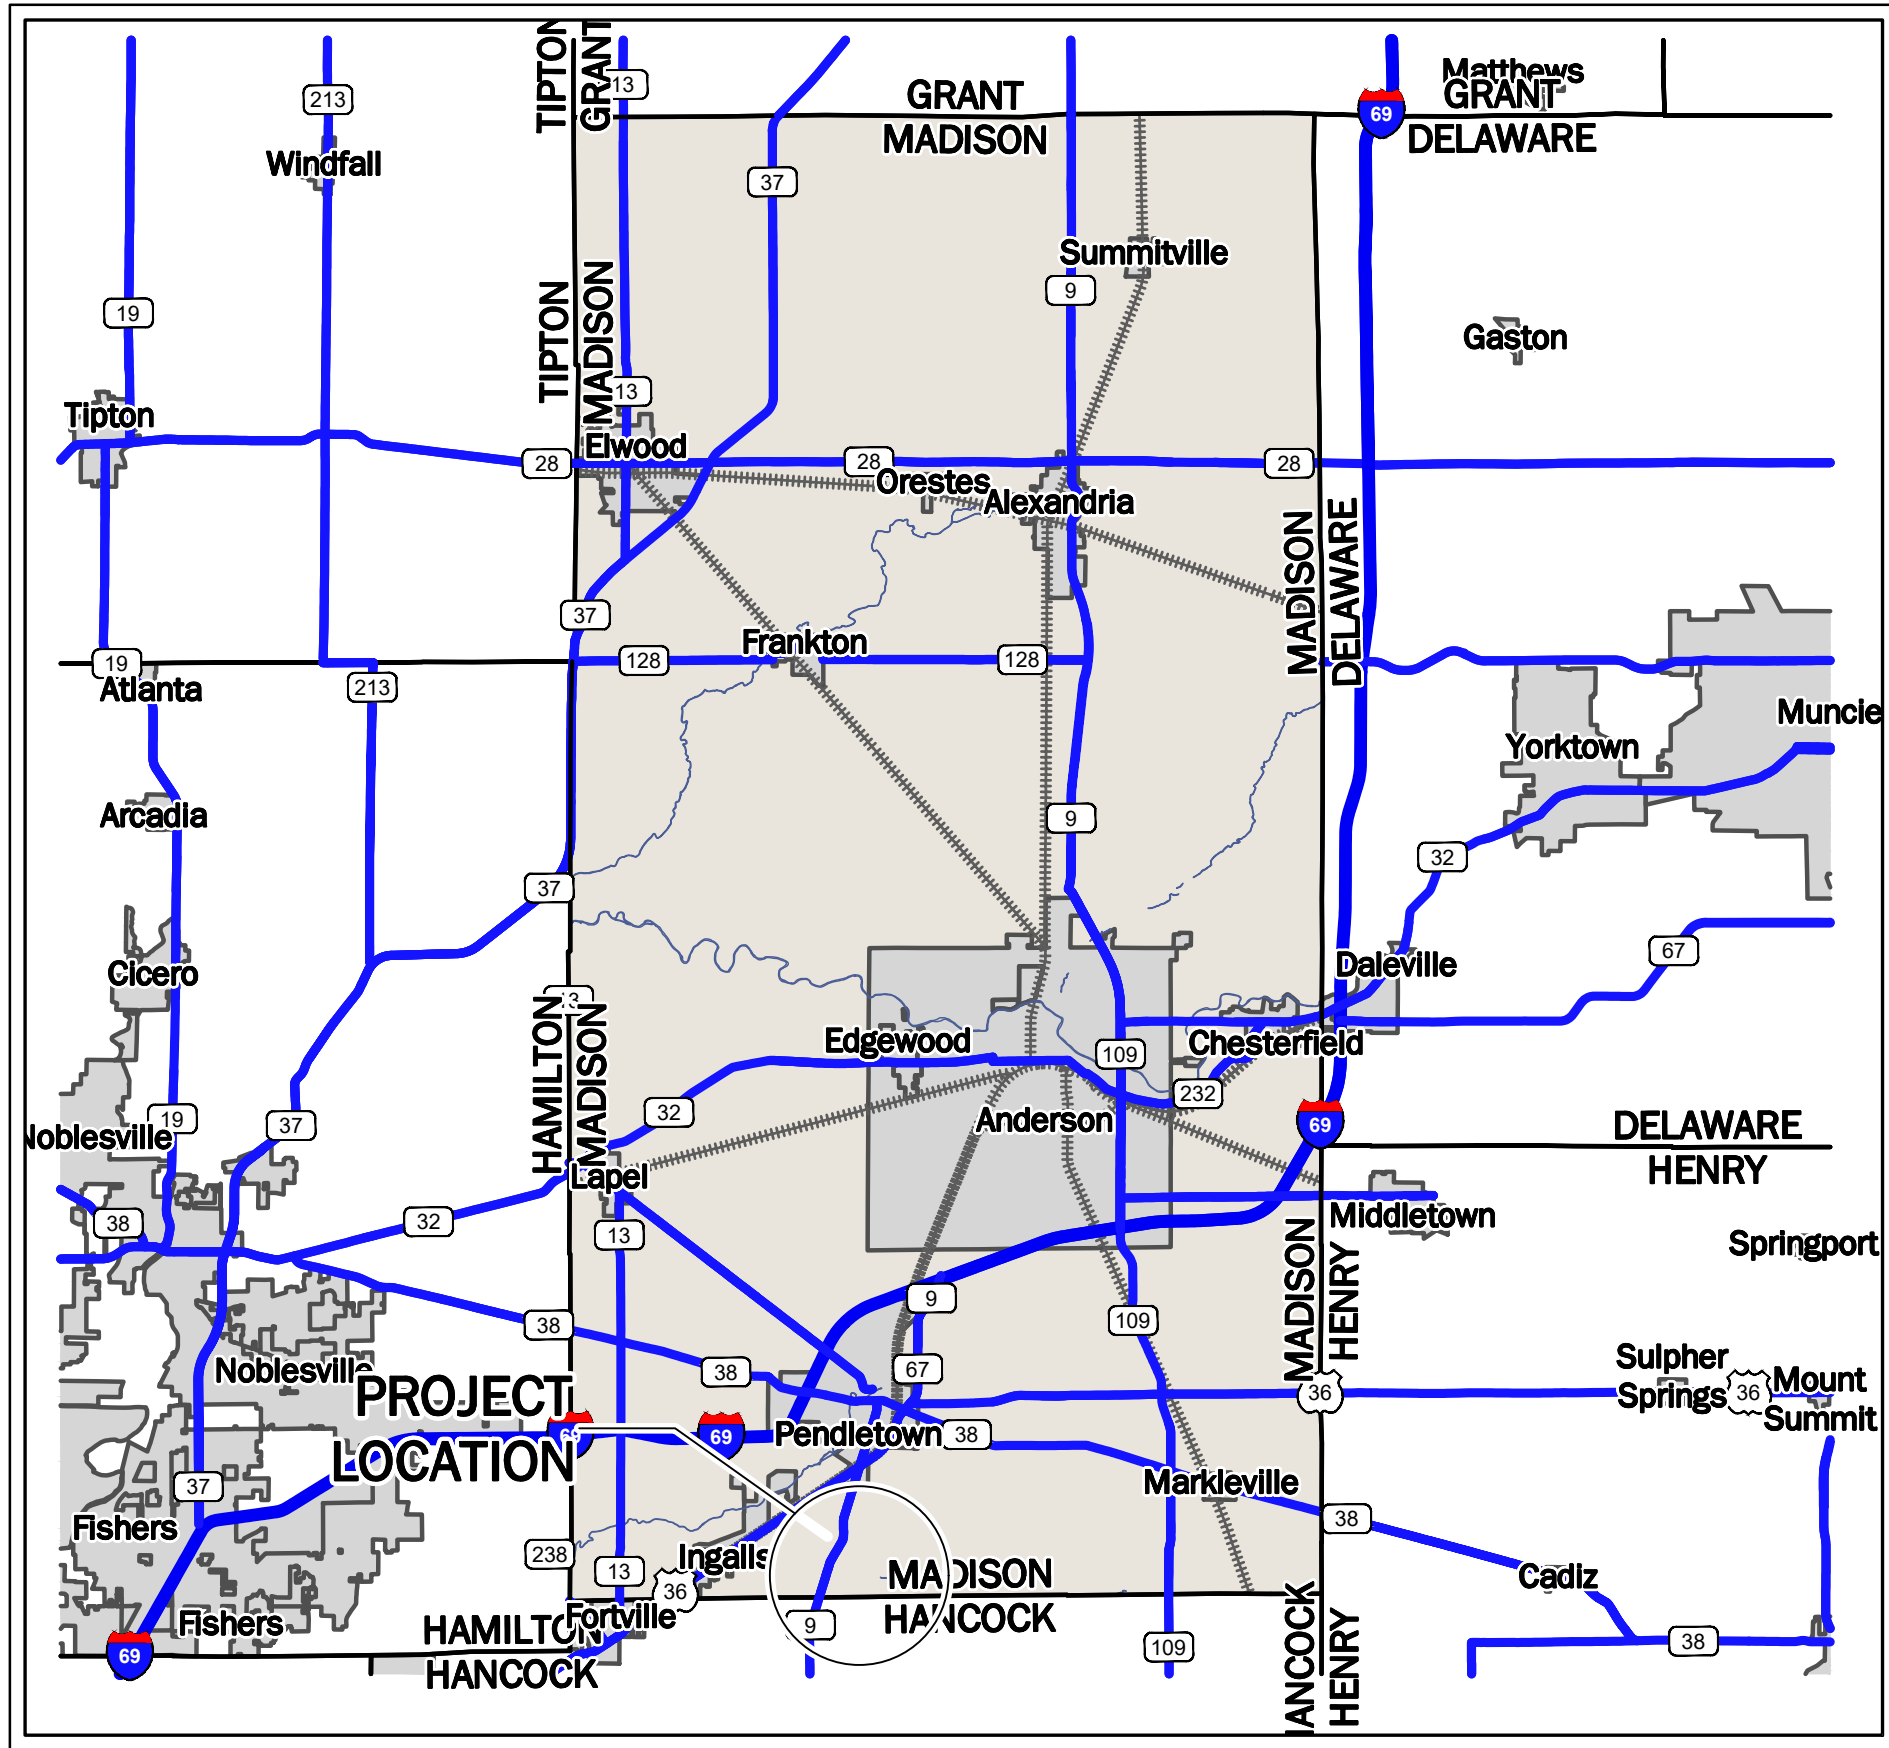 TIPTON
GRANT
13
GRANT
MADISON
69
Matthews
GRANT
DELAWARE
213
Windfall
37
Summitville
9
19
TIPTON
MADISON
Gaston
13
Tipton
Elwood
28
28
28
Orestes
Alexandria
MADISON
DELAWARE
37
Frankton
128
128
19
Atlanta
213
Muncie
Yorktown
Arcadia
9
32
37
67
Cicero
Daleville
13
HAMILTON
MADISON
Edgewood
109
Chesterfield
232
32
Anderson
69
19
37
Noblesville
DELAWARE
HENRY
Lapel
38
32
13
Middletown
Springport
MADISON
HENRY
9
109
38
Noblesville
38
67
36
Sulpher
Springs
36
Mount
Summit
PROJECT
LOCATION
69
69
Pendletown
38
37
Markleville
Fishers
38
238
13
Ingalls
36
MADISON
HANCOCK
Cadiz
Fishers
HAMILTON
HANCOCK
Fortville
9
69
109
HANCOCK
HENRY
38